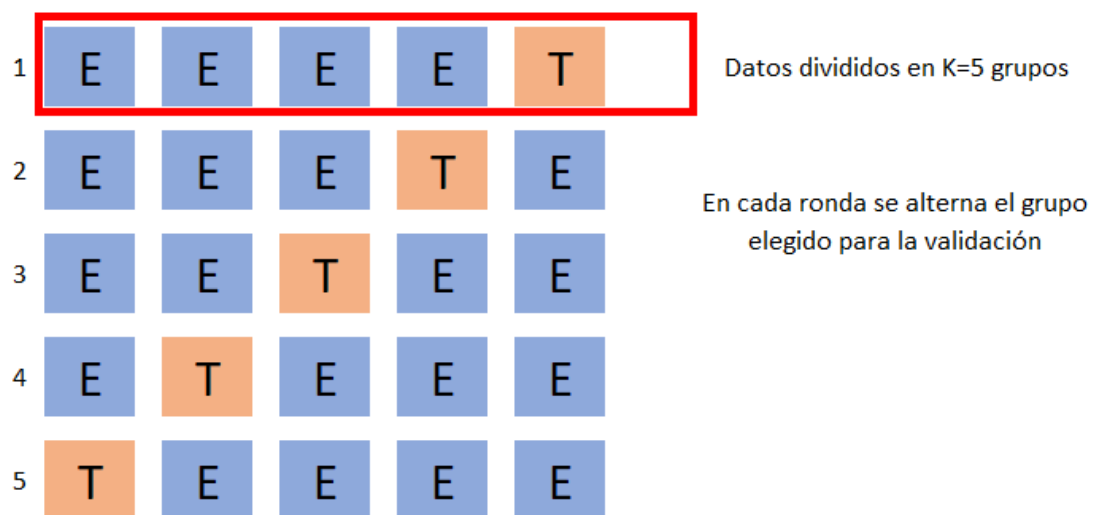 1 E E E E T Datos divididos en K=5 grupos
2 E E E T E
En cada ronda se alterna el grupo
elegido para la validación
3 E E T E E
4 E T E E E
5 T E E E E